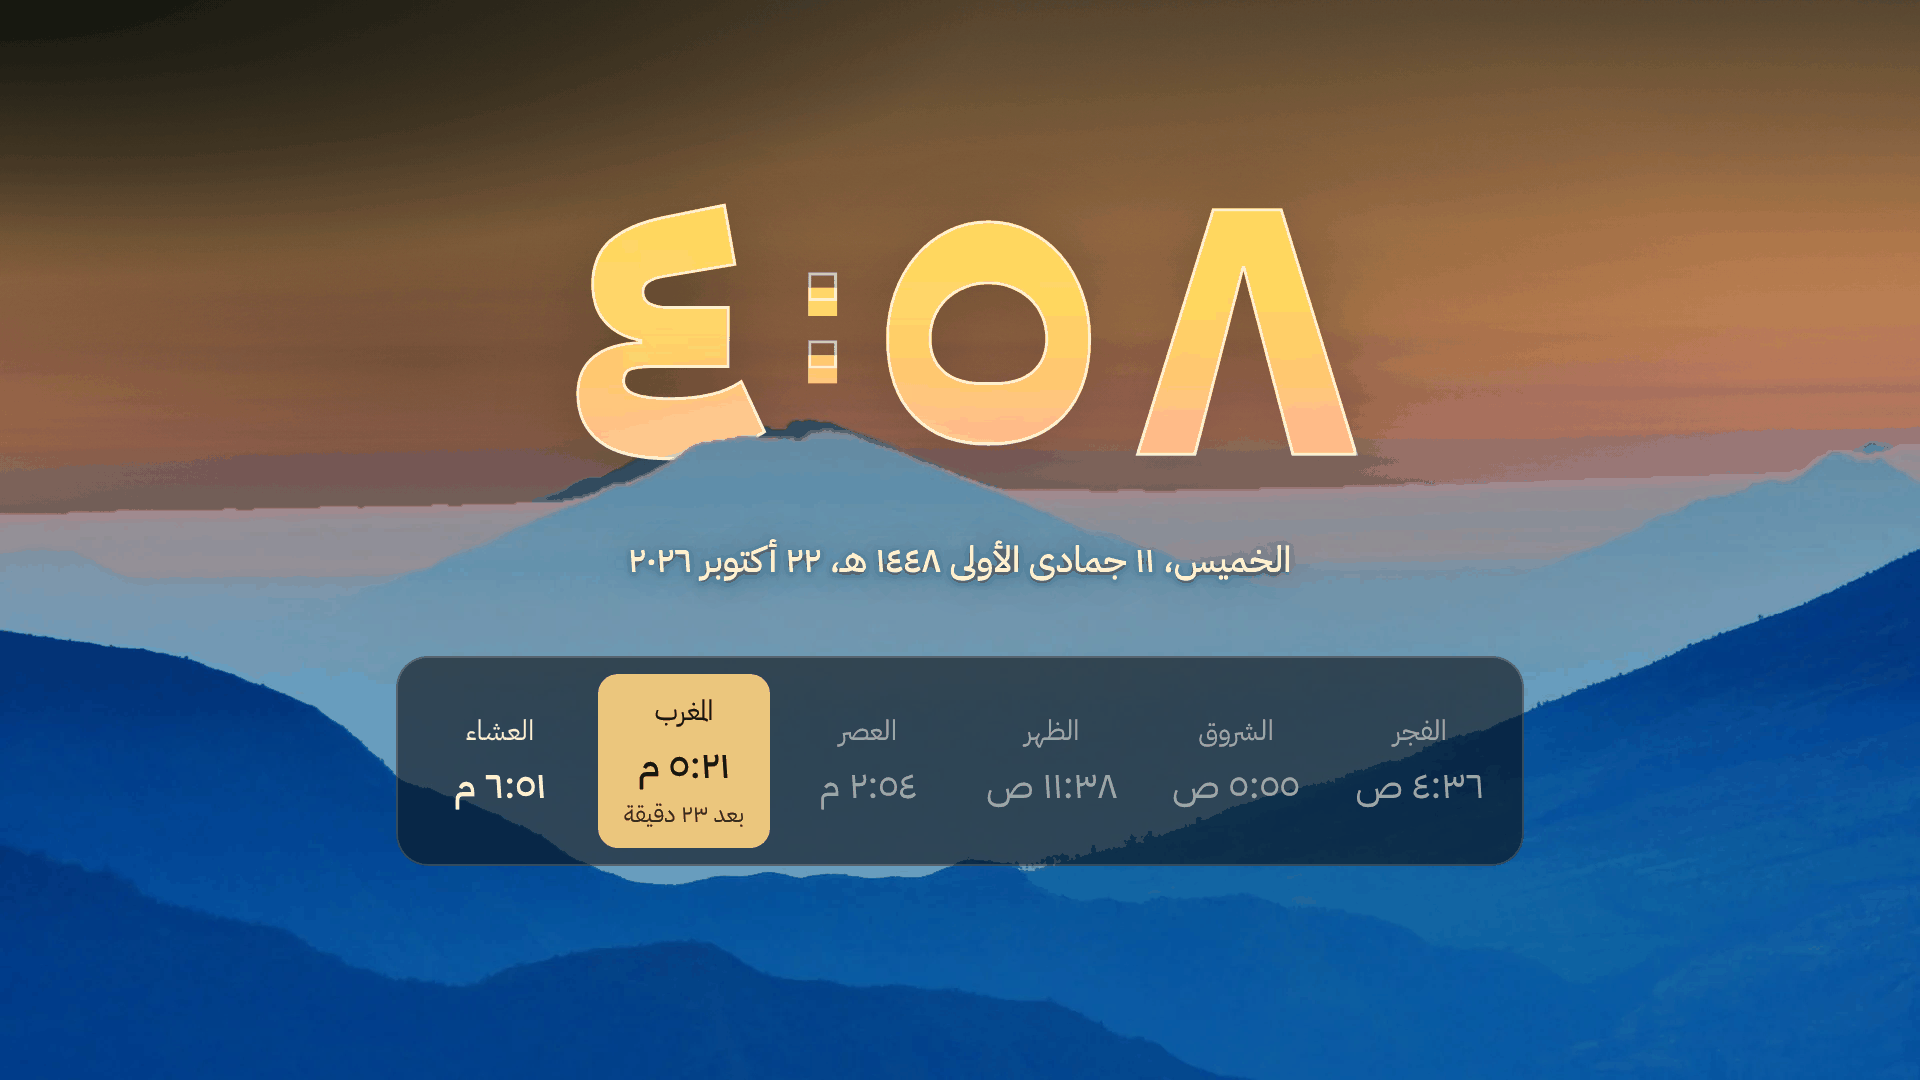 ٤:٥٨
الخميس، ١١ جمادى الأولى ١٤٤٨ هـ، ٢٢ أكتوبر ٢٠٢٦
الفجر
٤:٣٦ ص
الشروق
٥:٥٥ ص
الظهر
١١:٣٨ ص
العصر
٢:٥٤ م
المغرب
٥:٢١ م
بعد ٢٣ دقيقة
العشاء
٦:٥١ م